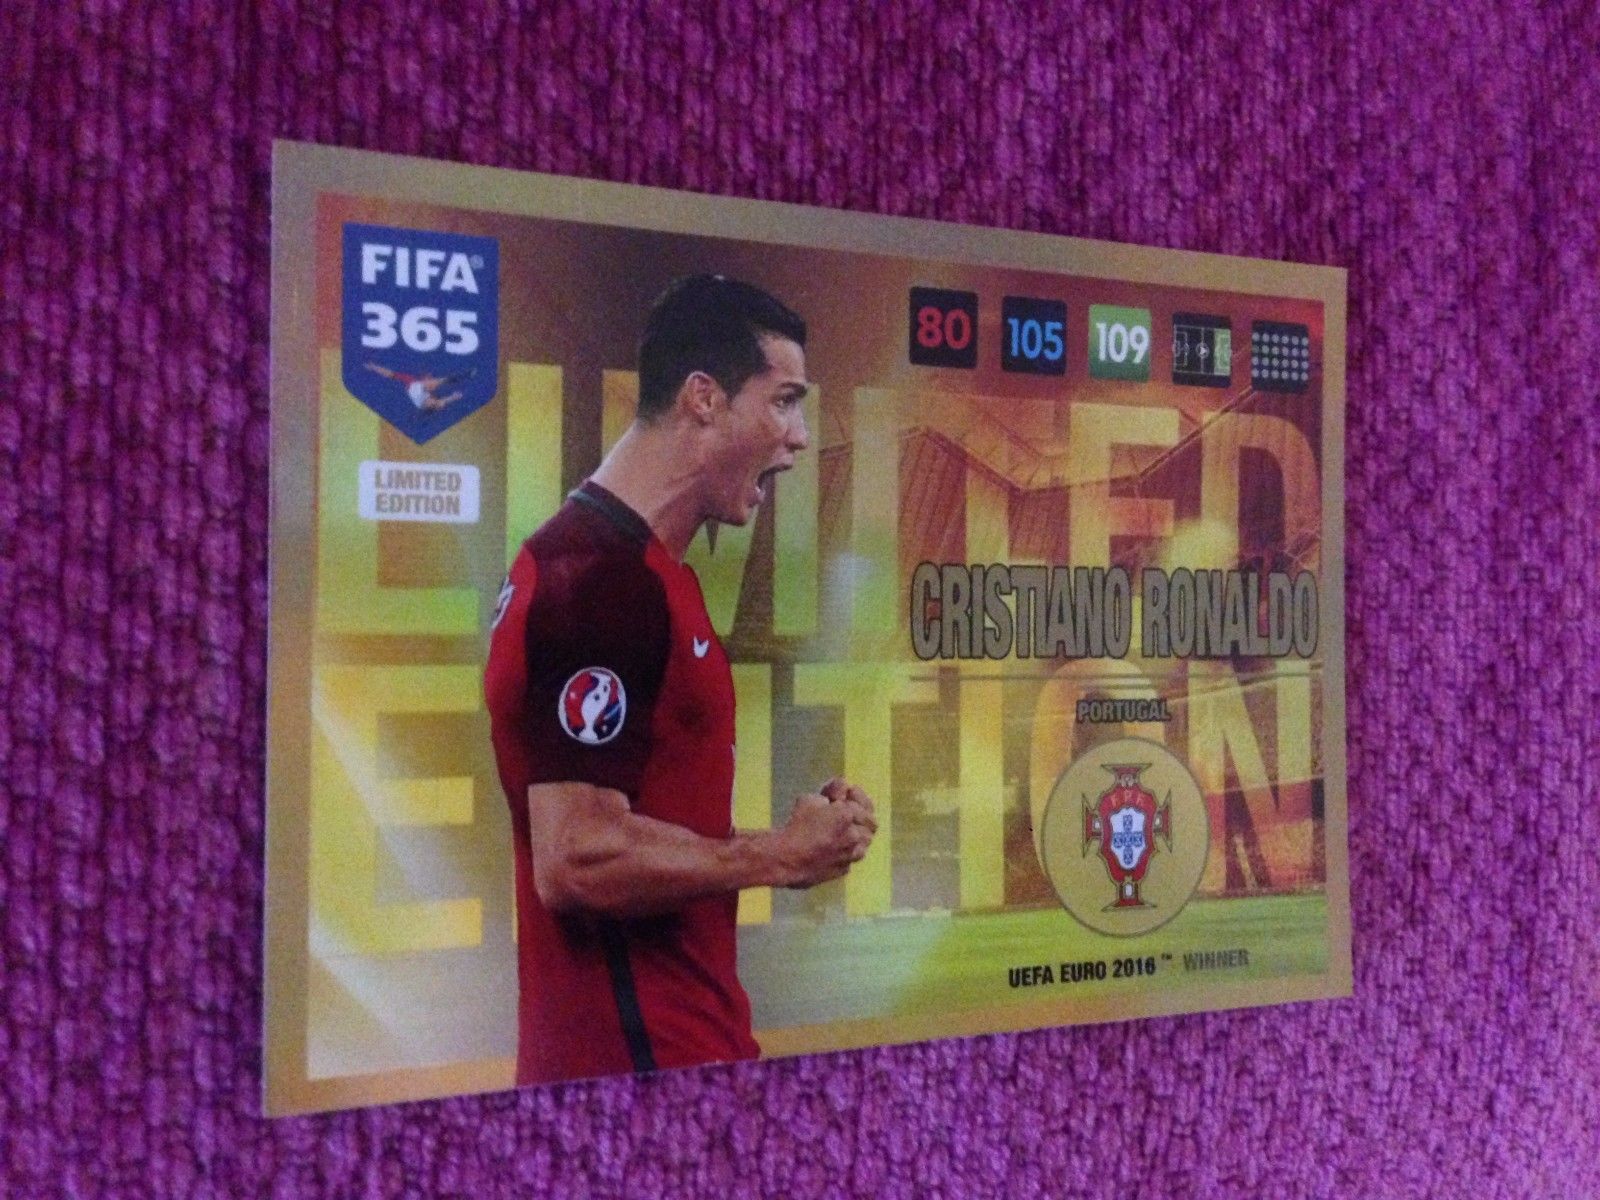 FIFA
365
LIMITED
EDITION
80 105 109
LIMITED
EDITION
CRISTIANO RONALDO
PORTUGAL
F.P.F.
UEFA EURO 2016™ WINNER